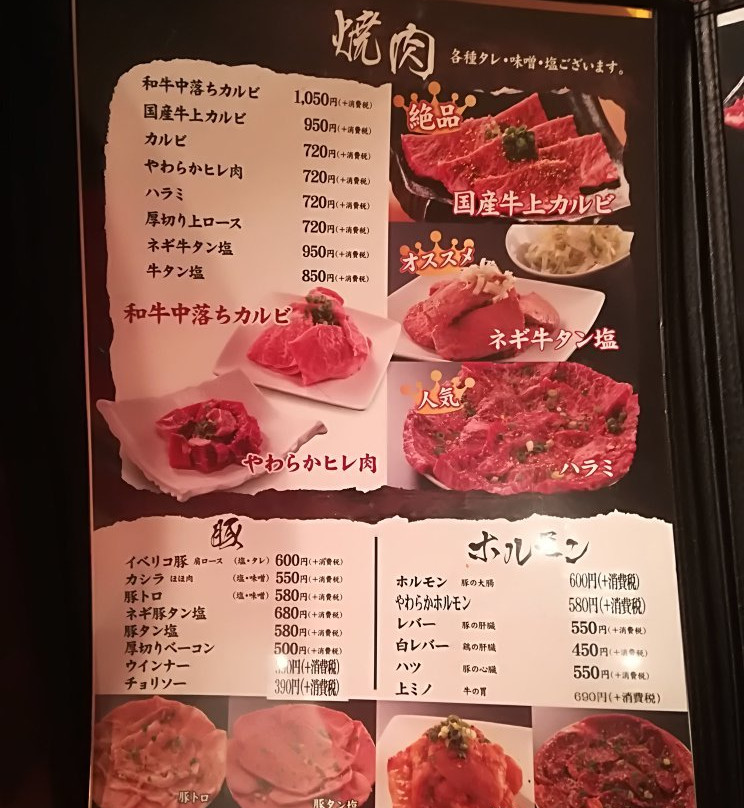 焼肉
各種タレ・味噌・塩ございます。
和牛中落ちカルビ 1,050円(+消費税)
国産牛上カルビ 950円(+消費税)
カルビ 720円(+消費税)
やわらかヒレ肉 720円(+消費税)
ハラミ 720円(+消費税)
厚切り上ロース 720円(+消費税)
ネギ牛タン塩 950円(+消費税)
牛タン塩 850円(+消費税)
絶品
国産牛上カルビ
オススメ
ネギ牛タン塩
人気
ハラミ
和牛中落ちカルビ
やわらかヒレ肉
豚
イベリコ豚 肩ロース (塩・タレ) 600円(+消費税)
カシラ ほほ肉 (塩・味噌) 550円(+消費税)
豚トロ (塩・味噌) 580円(+消費税)
ネギ豚タン塩 680円(+消費税)
豚タン塩 580円(+消費税)
厚切りベーコン 500円(+消費税)
ウインナー 円(+消費税)
チョリソー 390円(+消費税)
ホルモン
ホルモン 豚の大腸 600円(+消費税)
やわらかホルモン 580円(+消費税)
レバー 豚の肝臓 550円(+消費税)
白レバー 鶏の肝臓 450円(+消費税)
ハツ 豚の心臓 550円(+消費税)
上ミノ 牛の胃 690円(+消費税)
豚トロ
豚タン塩